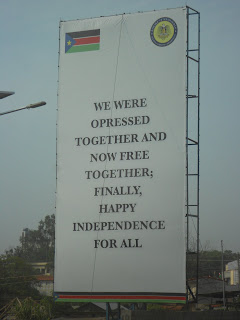 WE WERE
OPRESSED
TOGETHER AND
NOW FREE
TOGETHER;
FINALLY,
HAPPY
INDEPENDENCE
FOR ALL